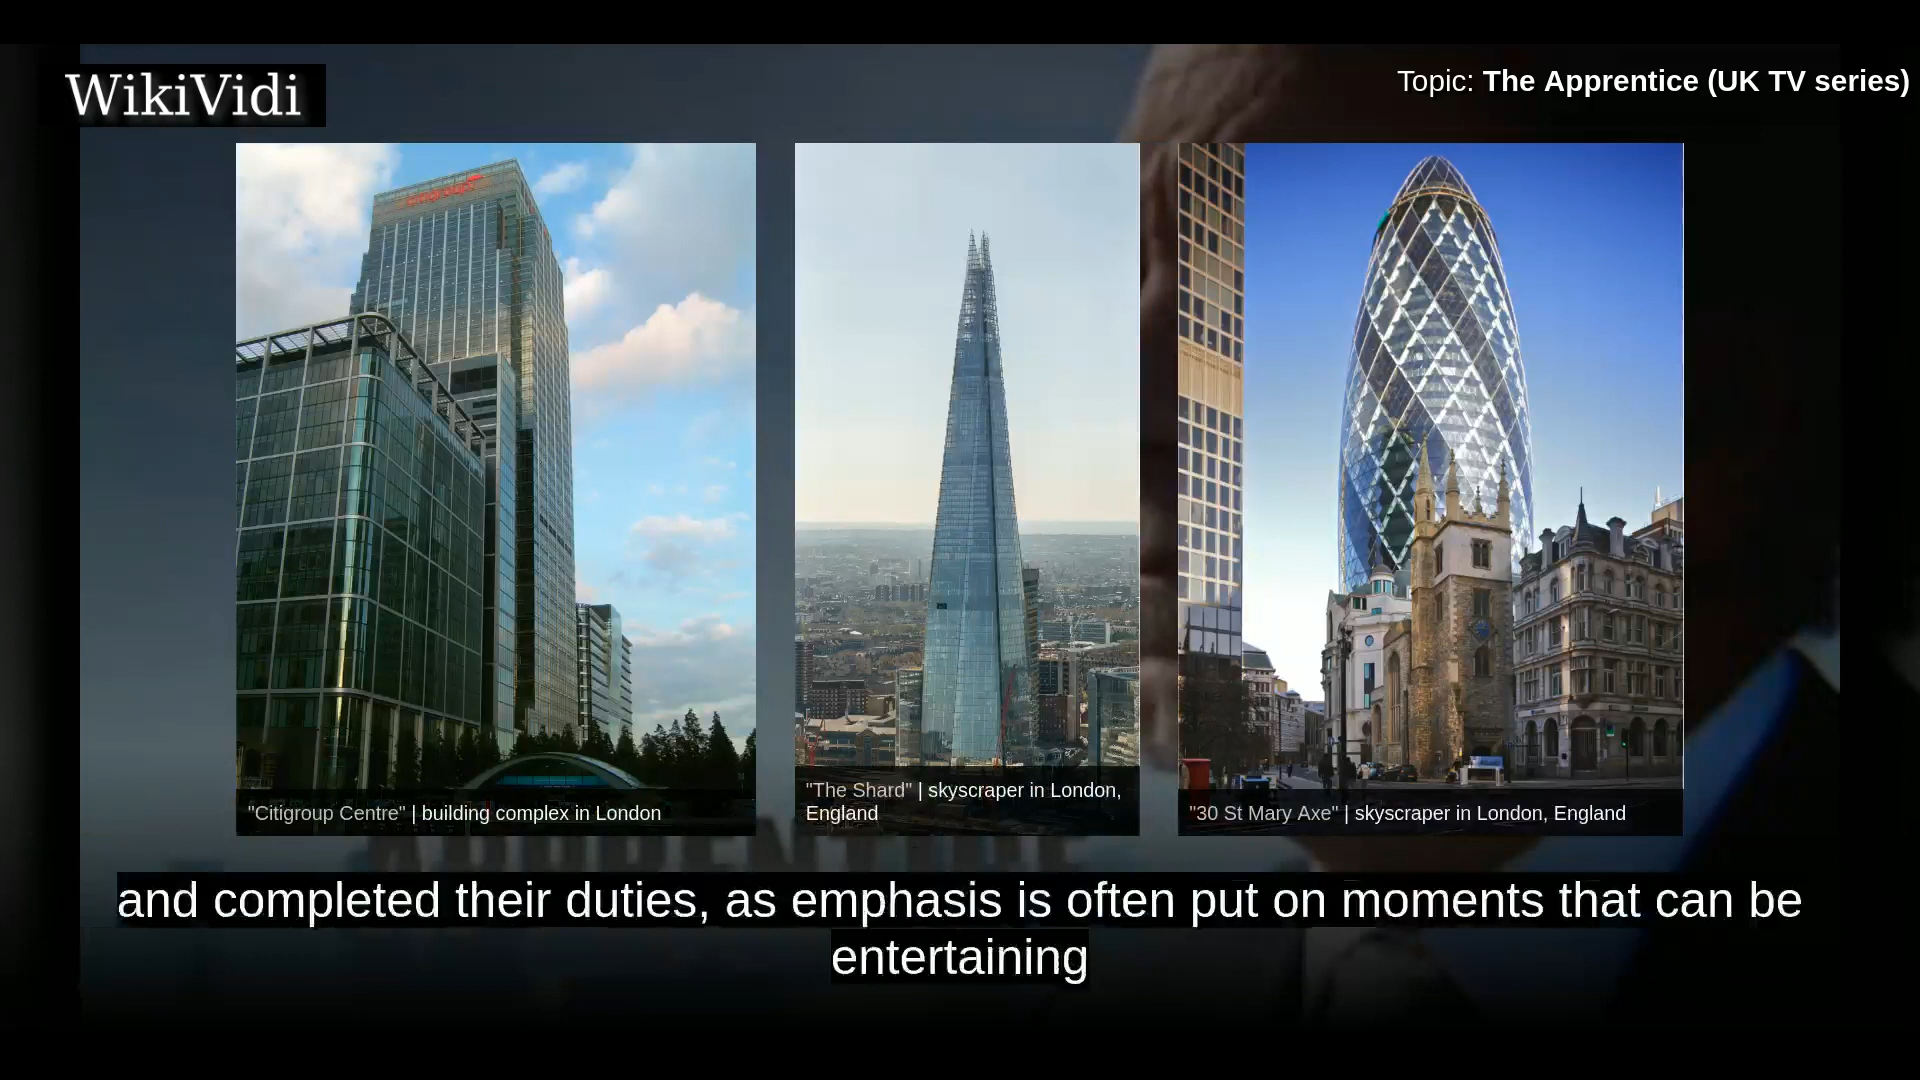 WikiVidi
Topic: The Apprentice (UK TV series)
citigroup
"Citigroup Centre" | building complex in London
"The Shard" | skyscraper in London,
England
"30 St Mary Axe" | skyscraper in London, England
and completed their duties, as emphasis is often put on moments that can be
entertaining